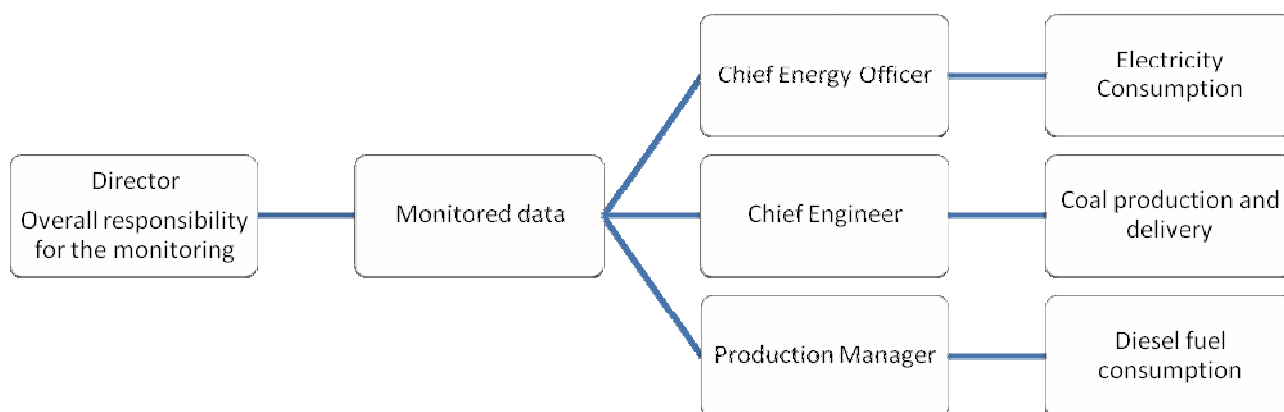 Chief Energy Officer
Electricity
Consumption
Director
Overall responsibility
for the monitoring
Monitored data
Chief Engineer
Coal production and
delivery
Production Manager
Diesel fuel
consumption